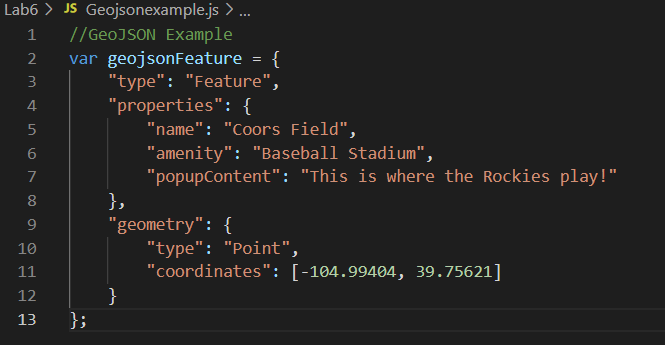 Lab6 > JS Geojsonexample.js > ...
1 //GeoJSON Example
2 var geojsonFeature = {
3     "type": "Feature",
4     "properties": {
5         "name": "Coors Field",
6         "amenity": "Baseball Stadium",
7         "popupContent": "This is where the Rockies play!"
8     },
9     "geometry": {
10         "type": "Point",
11         "coordinates": [-104.99404, 39.75621]
12     }
13 };